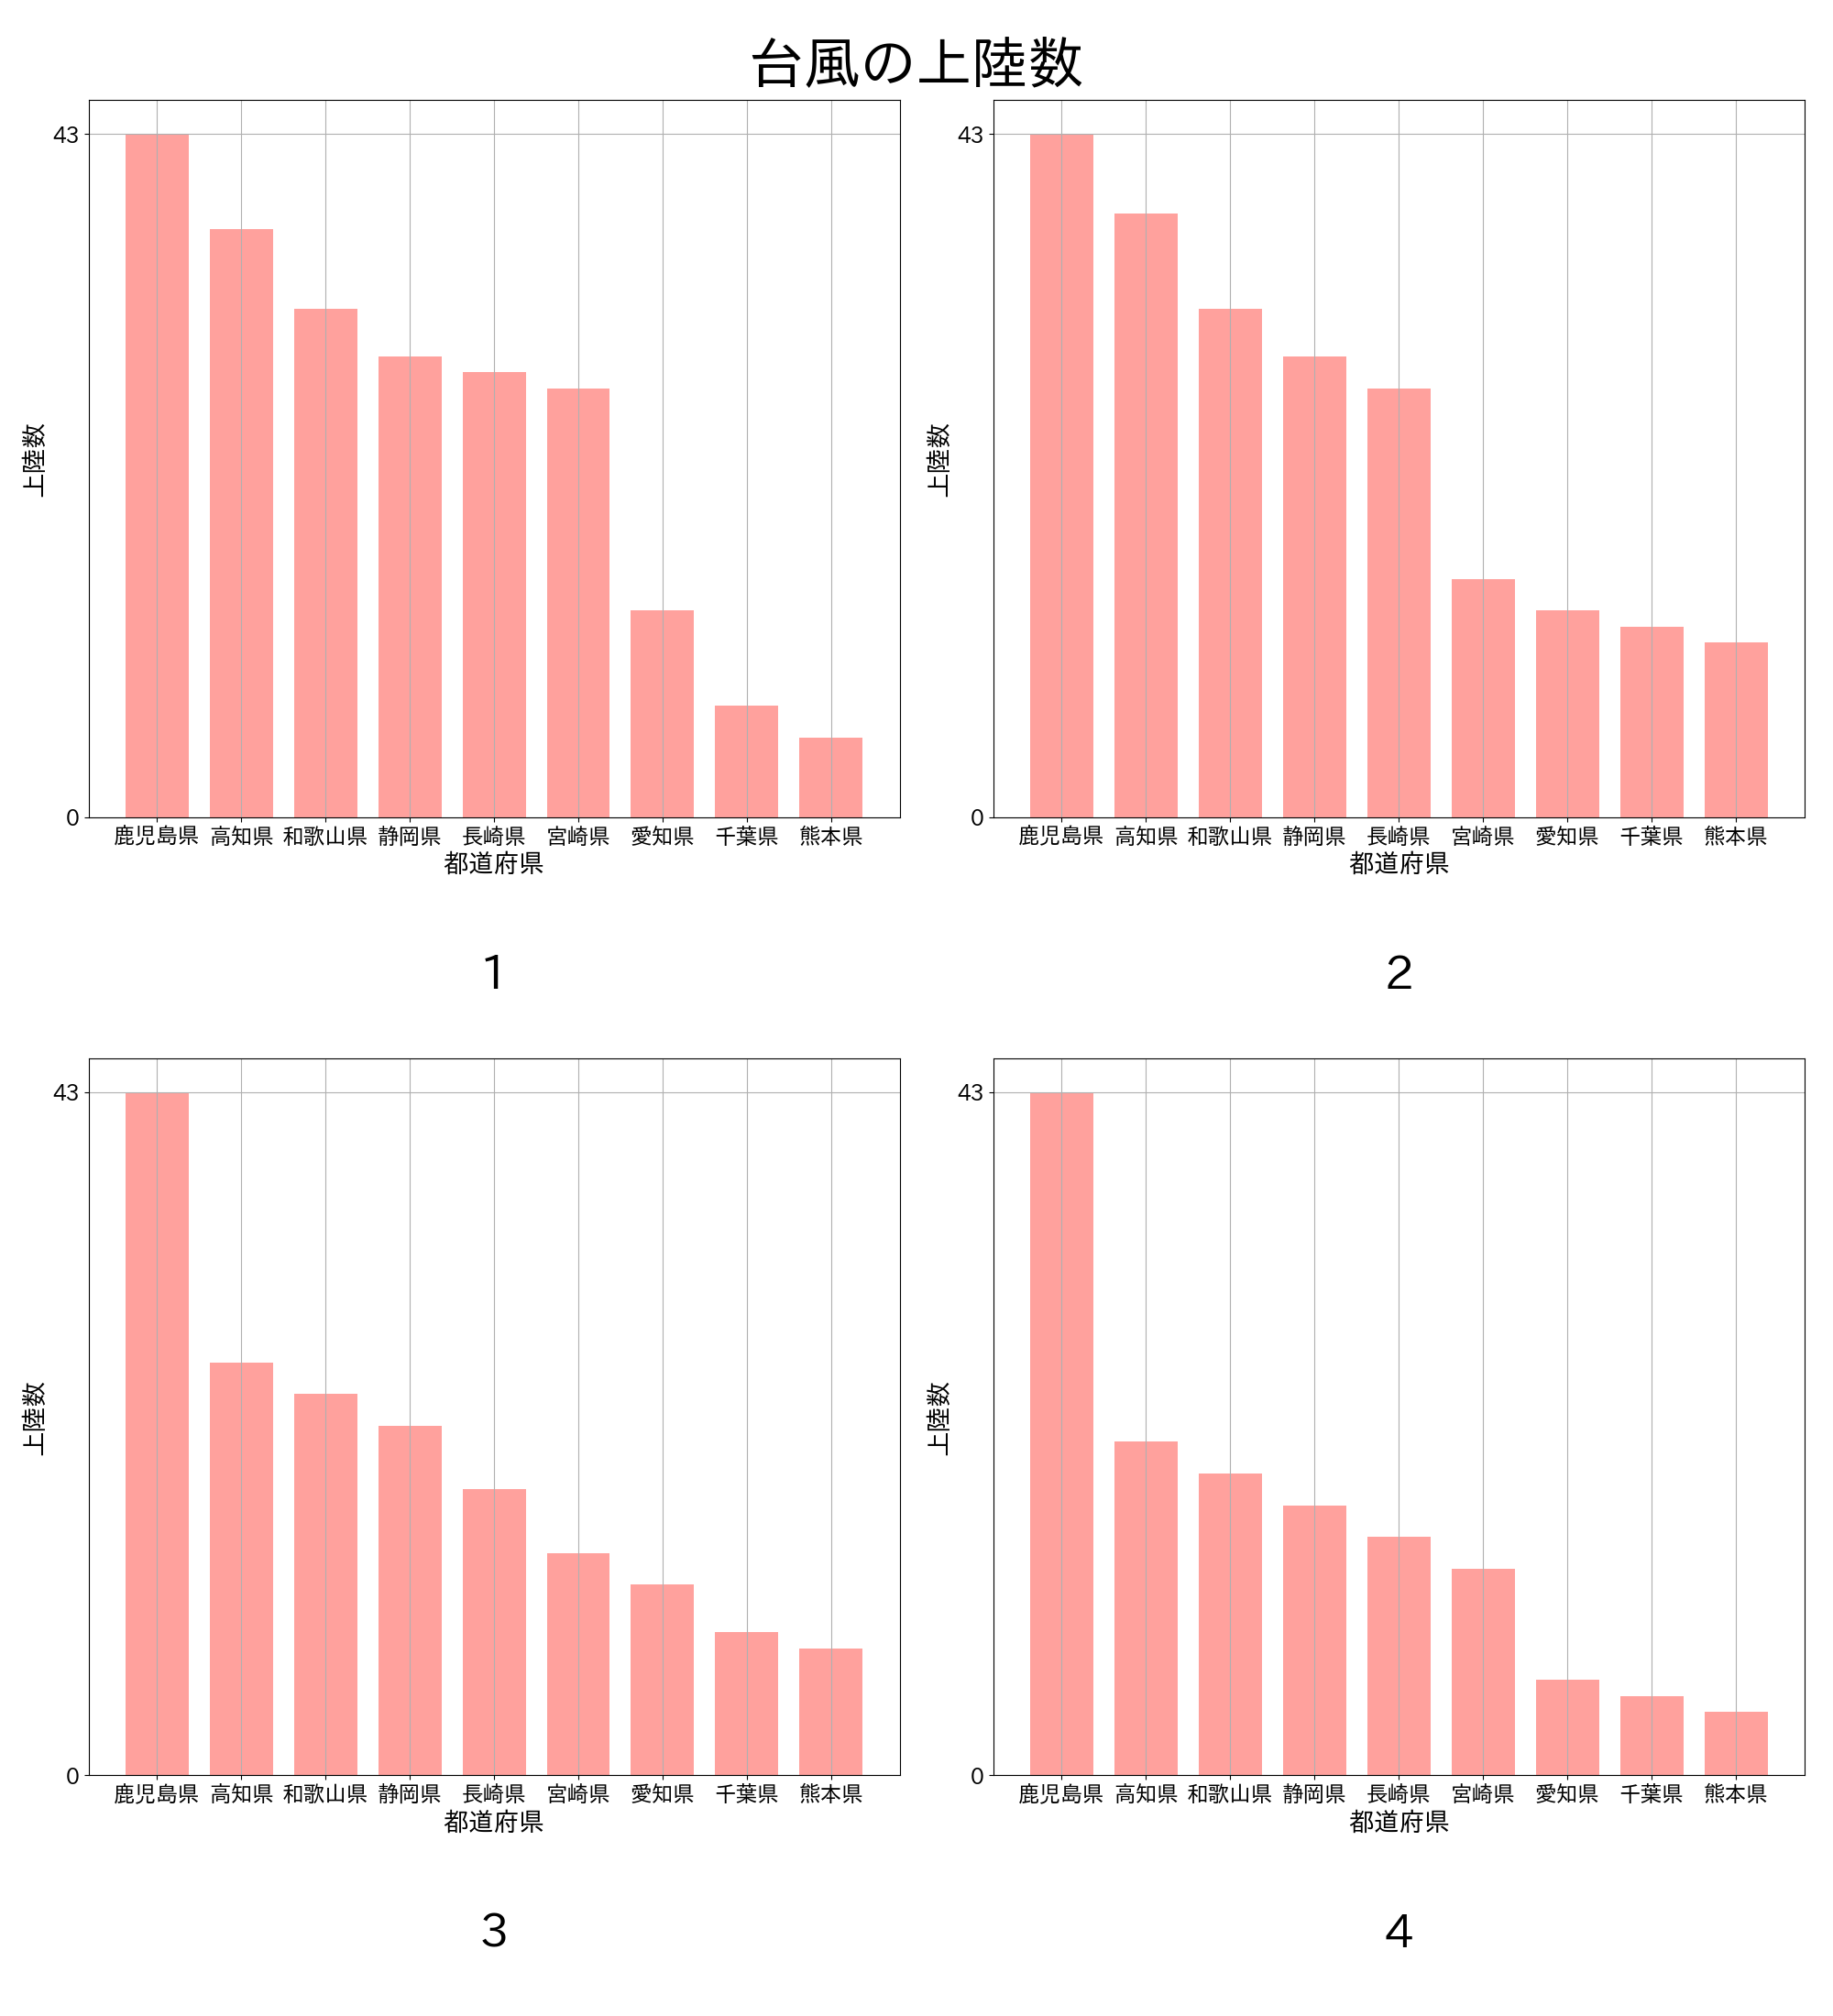 台風の上陸数
43
0
上陸数
鹿児島県 高知県 和歌山県 静岡県 長崎県 宮崎県 愛知県 千葉県 熊本県
都道府県
1
43
0
上陸数
鹿児島県 高知県 和歌山県 静岡県 長崎県 宮崎県 愛知県 千葉県 熊本県
都道府県
2
43
0
上陸数
鹿児島県 高知県 和歌山県 静岡県 長崎県 宮崎県 愛知県 千葉県 熊本県
都道府県
3
43
0
上陸数
鹿児島県 高知県 和歌山県 静岡県 長崎県 宮崎県 愛知県 千葉県 熊本県
都道府県
4